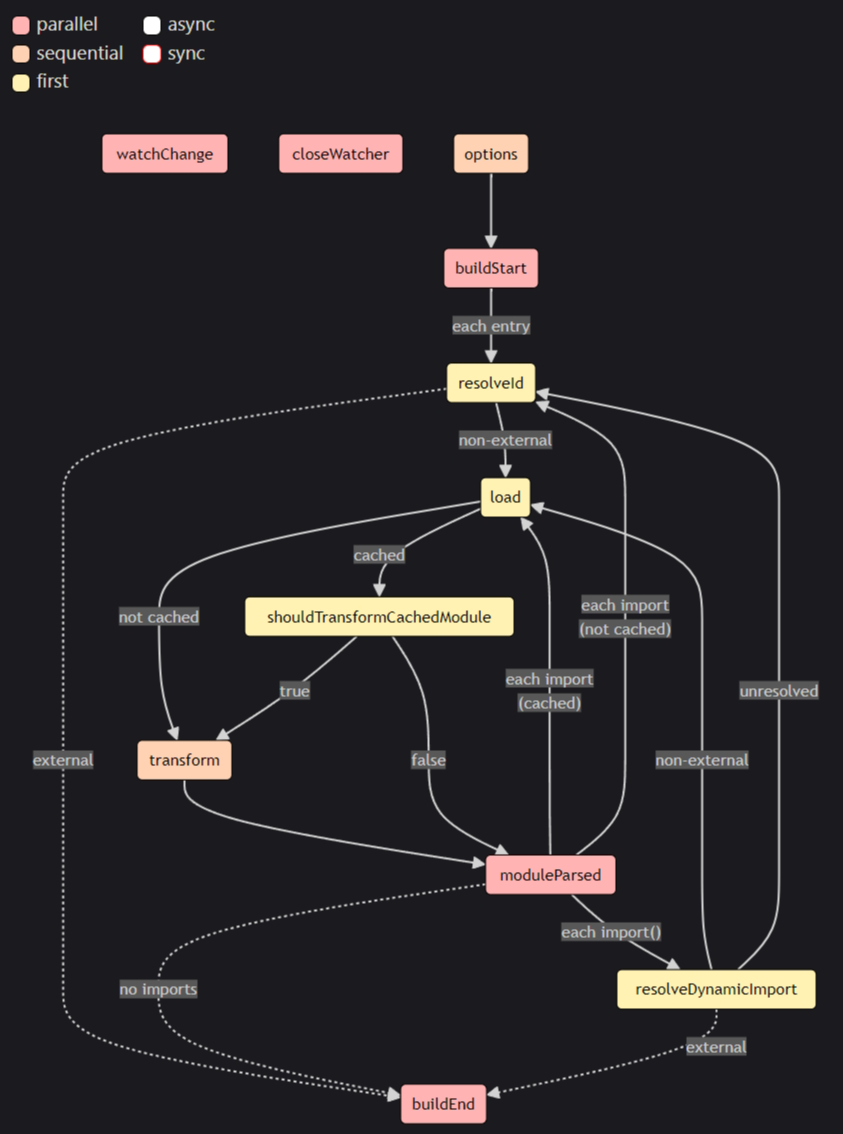 parallel
async
sequential
sync
first
watchChange
closeWatcher
options
buildStart
each entry
resolveId
non-external
load
cached
not cached
shouldTransformCachedModule
each import
(not cached)
true
each import
(cached)
unresolved
external
transform
false
non-external
moduleParsed
each import()
no imports
resolveDynamicImport
external
buildEnd